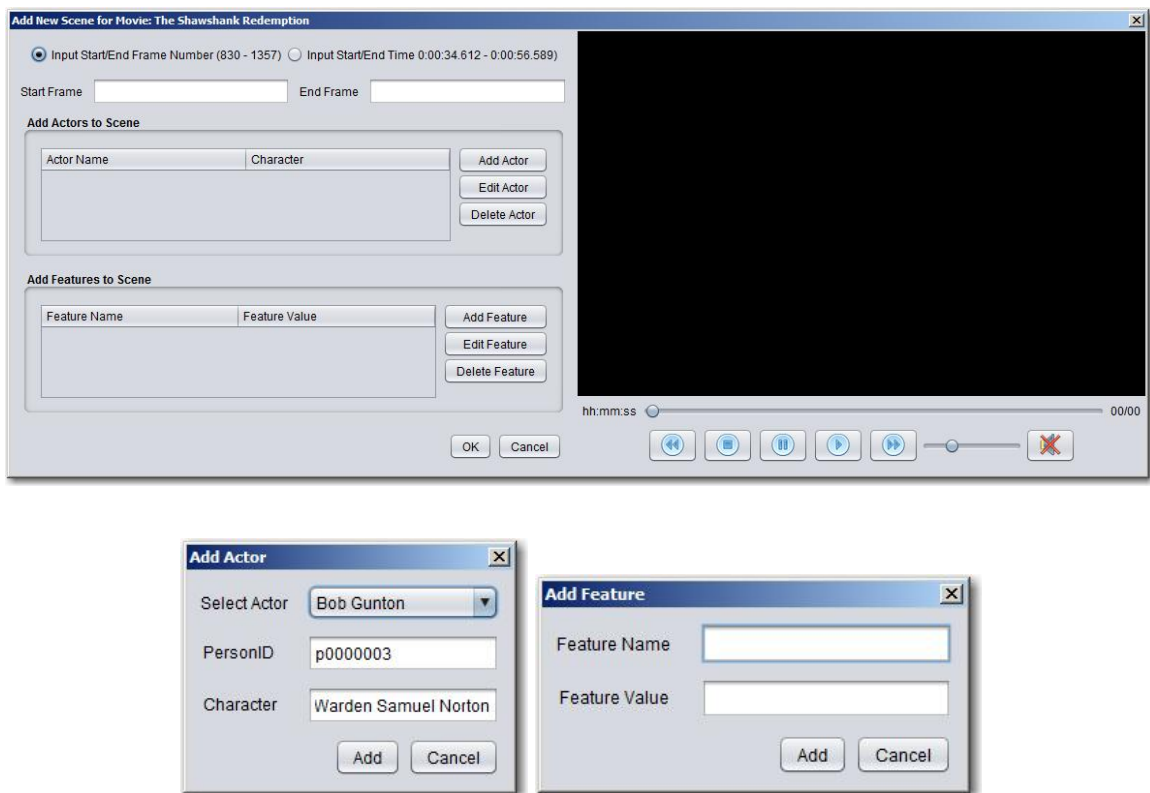 Add New Scene for Movie: The Shawshank Redemption
Input Start/End Frame Number (830 - 1357) Input Start/End Time 0:00:34.612 - 0:00:56.589)
Start Frame End Frame
Add Actors to Scene
Actor Name Character
Add Actor
Edit Actor
Delete Actor
Add Features to Scene
Feature Name Feature Value
Add Feature
Edit Feature
Delete Feature
OK Cancel
hh:mm:ss 00/00
Add Actor
Select Actor Bob Gunton
PersonID p0000003
Character Warden Samuel Norton
Add Cancel
Add Feature
Feature Name
Feature Value
Add Cancel